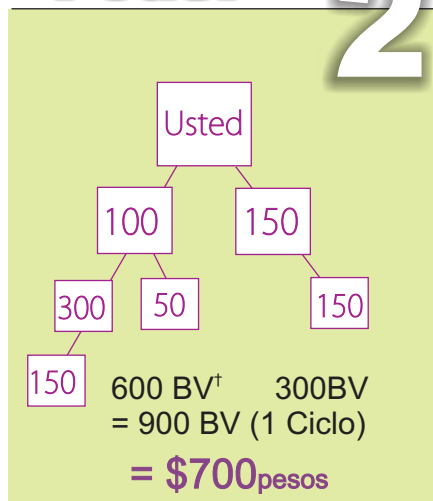 2
Usted
100 150
300 50 150
150
600 BV† 300BV
= 900 BV (1 Ciclo)
= $700pesos